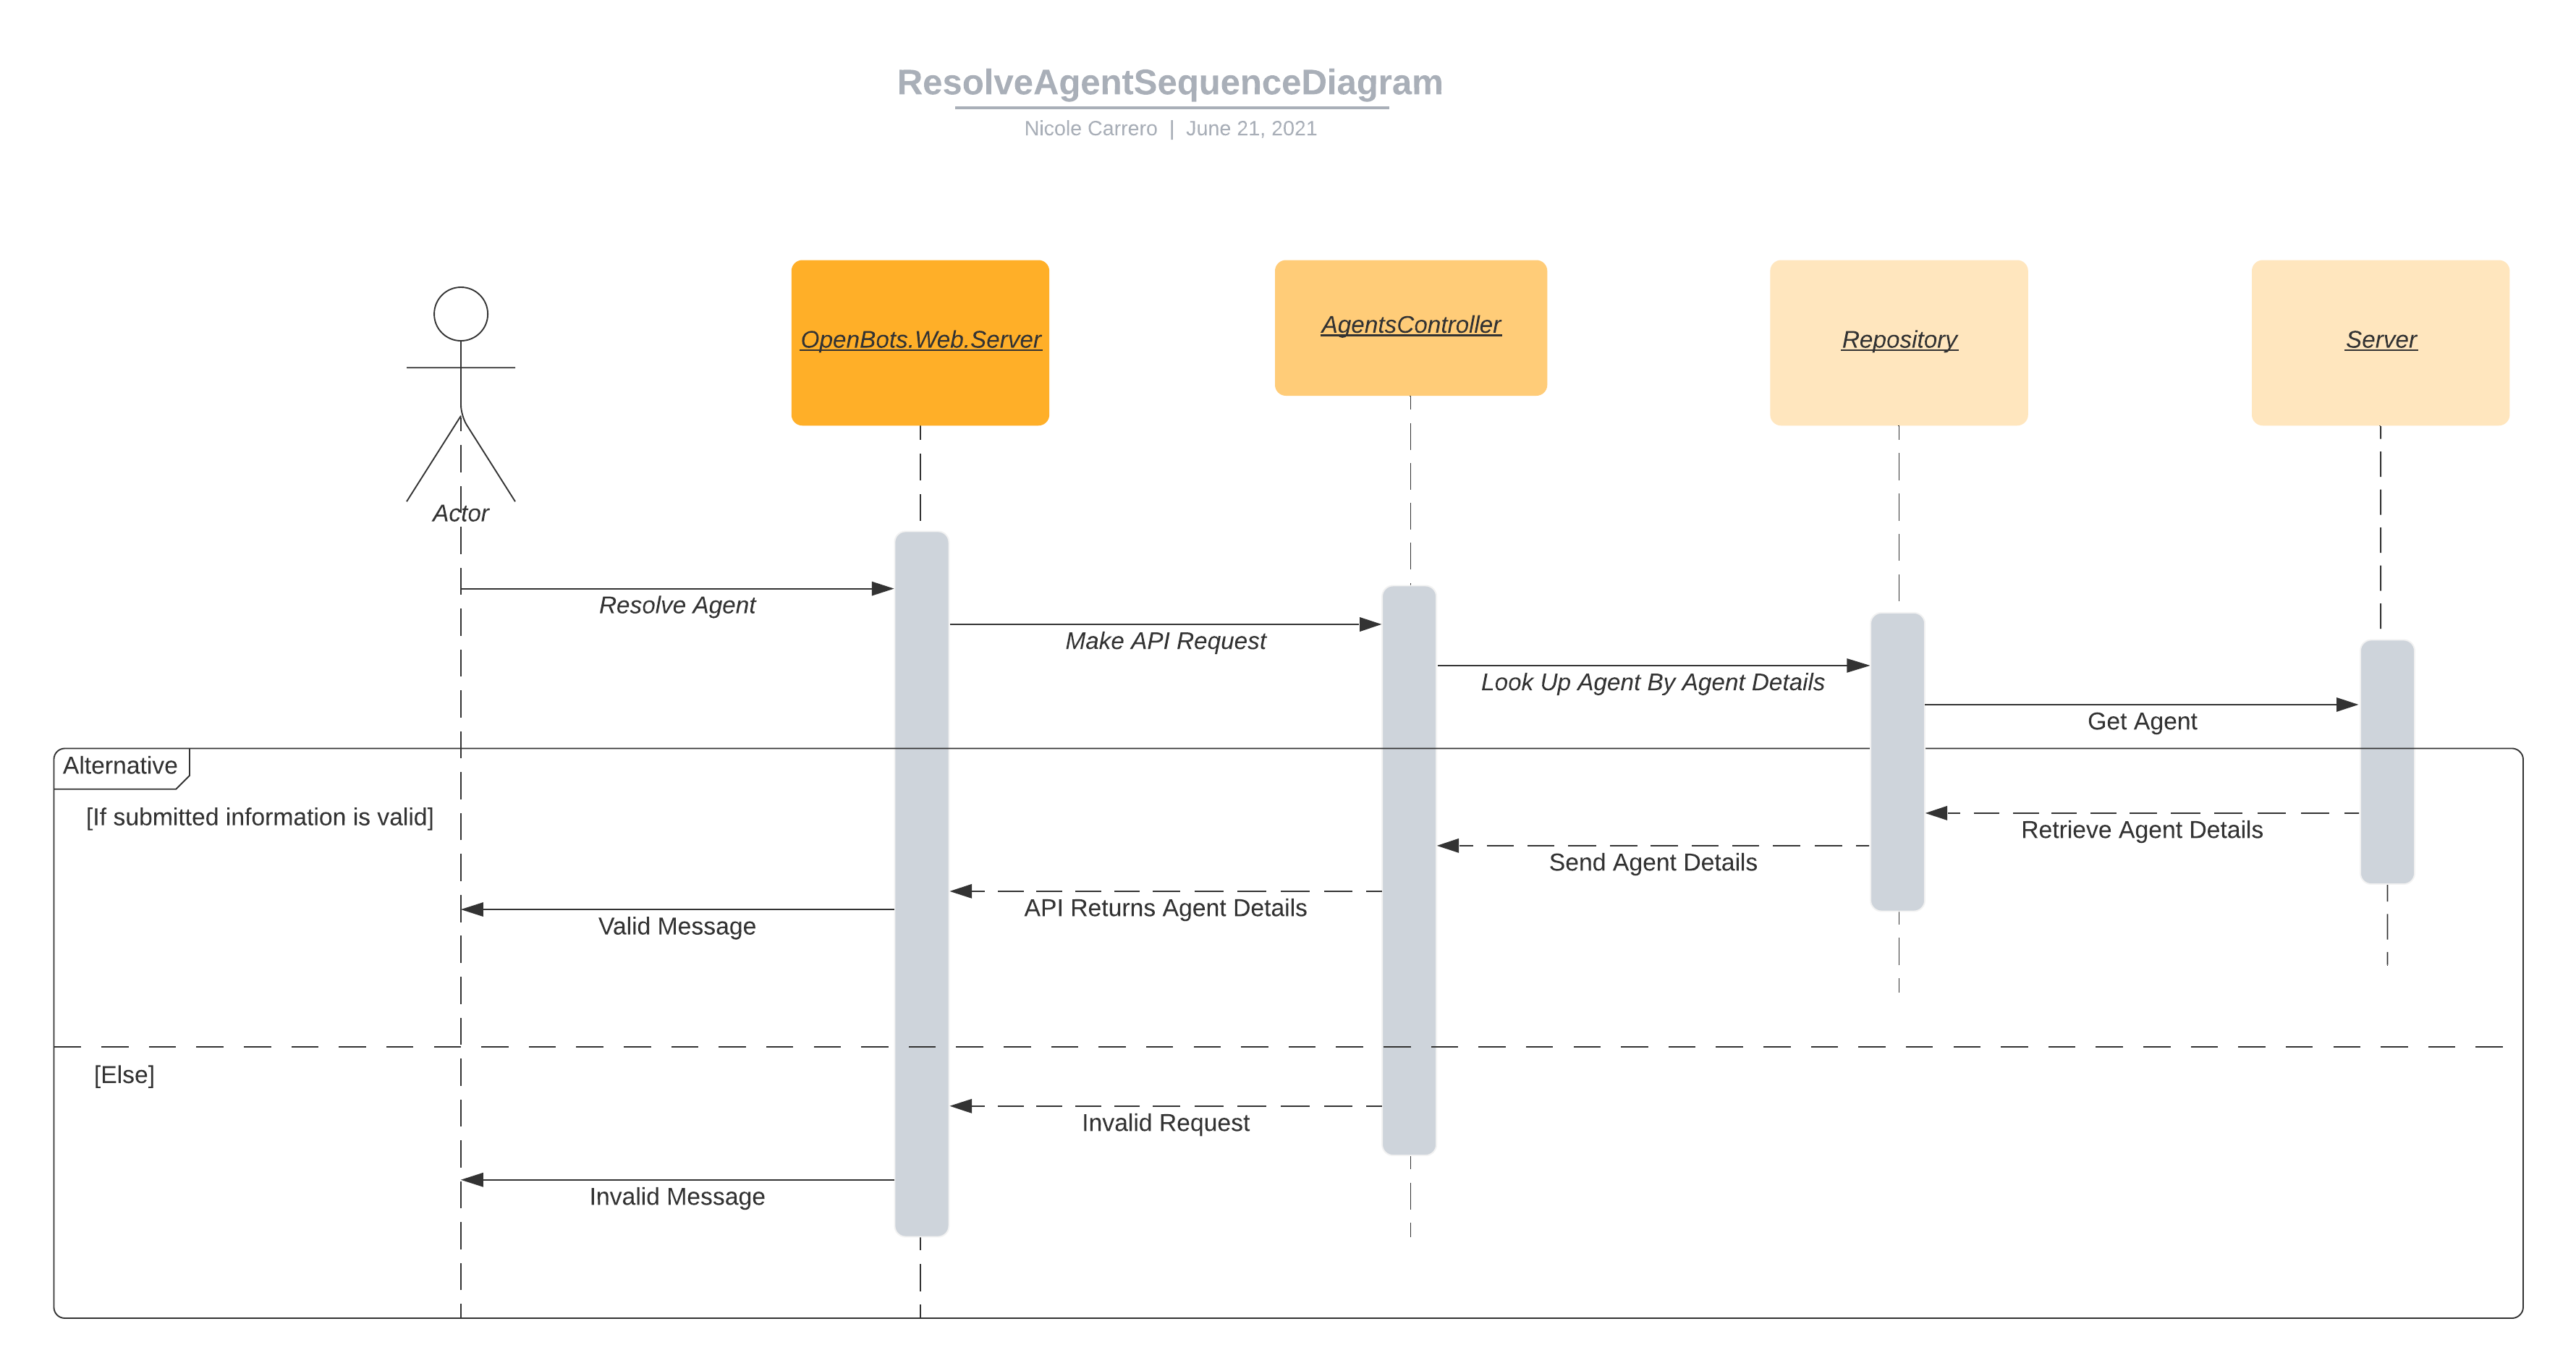 ResolveAgentSequenceDiagram
Nicole Carrero | June 21, 2021
OpenBots.Web.Server
AgentsController
Repository
Server
Actor
Resolve Agent
Make API Request
Look Up Agent By Agent Details
Get Agent
Alternative
[If submitted information is valid]
Retrieve Agent Details
Send Agent Details
API Returns Agent Details
Valid Message
[Else]
Invalid Request
Invalid Message